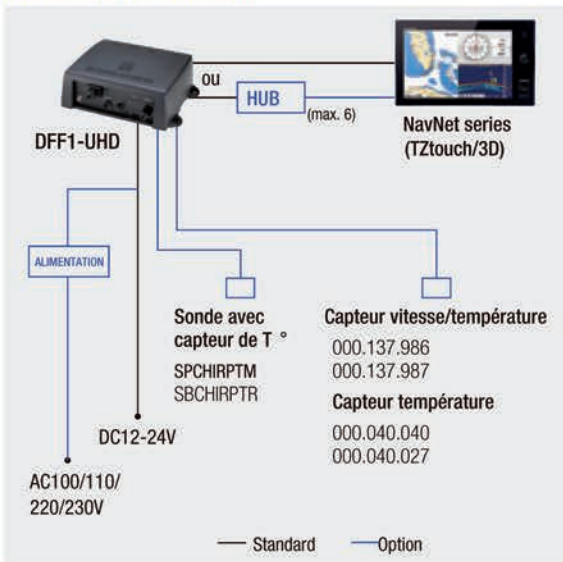 ou
HUB
(max. 6)
DFF1-UHD
NavNet series
(TZtouch/3D)
ALIMENTATION
Sonde avec
capteur de T °
SPCHIRPTM
SBCHIRPTR
Capteur vitesse/température
000.137.986
000.137.987
Capteur température
000.040.040
000.040.027
DC12-24V
AC100/110/
220/230V
Standard
Option